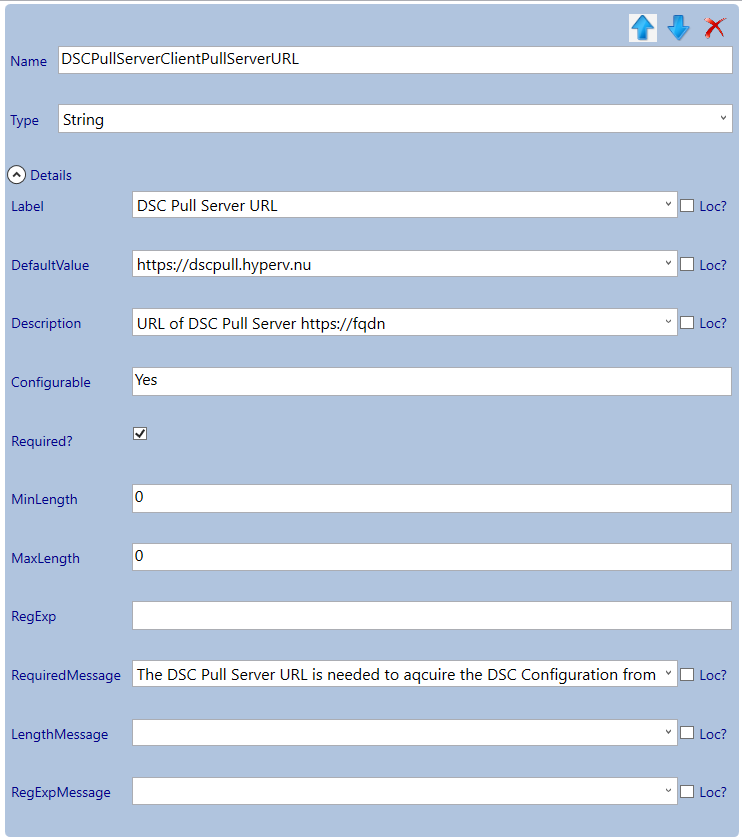 Name DSCPullServerClientPullServerURL
Type String
Details
Label DSC Pull Server URL Loc?
DefaultValue https://dscpull.hyperv.nu Loc?
Description URL of DSC Pull Server https://fqdn Loc?
Configurable Yes
Required?
MinLength 0
MaxLength 0
RegExp
RequiredMessage The DSC Pull Server URL is needed to aqcuire the DSC Configuration from Loc?
LengthMessage Loc?
RegExpMessage Loc?